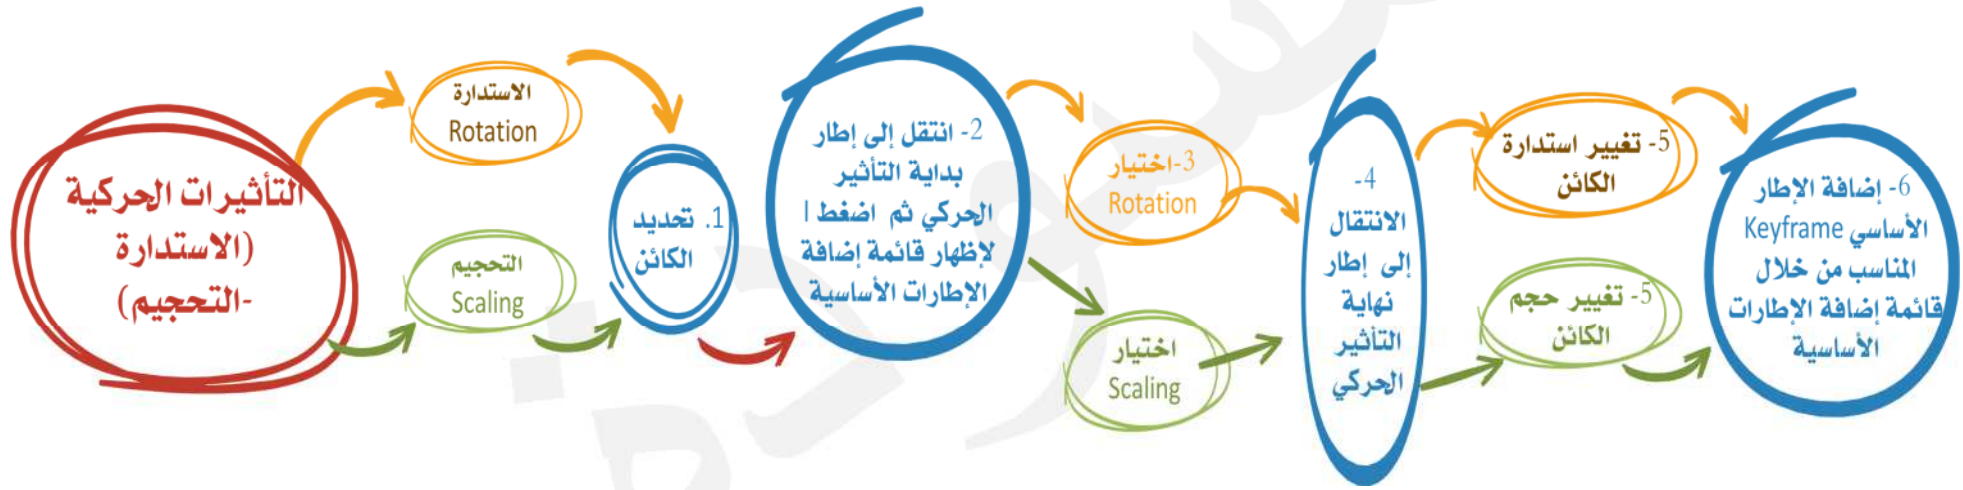 التأثيرات الحركية
(الاستدارة
-التحجيم)
الاستدارة
Rotation
التحجيم
Scaling
1. تحديد
الكائن
2- انتقل إلى إطار
بداية التأثير
الحركي ثم اضغط I
لإظهار قائمة إضافة
الإطارات الأساسية
3-اختيار
Rotation
اختيار
Scaling
4-
الانتقال
إلى إطار
نهاية
التأثير
الحركي
5- تغيير استدارة
الكائن
5- تغيير حجم
الكائن
6- إضافة الإطار
الأساسي Keyframe
المناسب من خلال
قائمة إضافة الإطارات
الأساسية